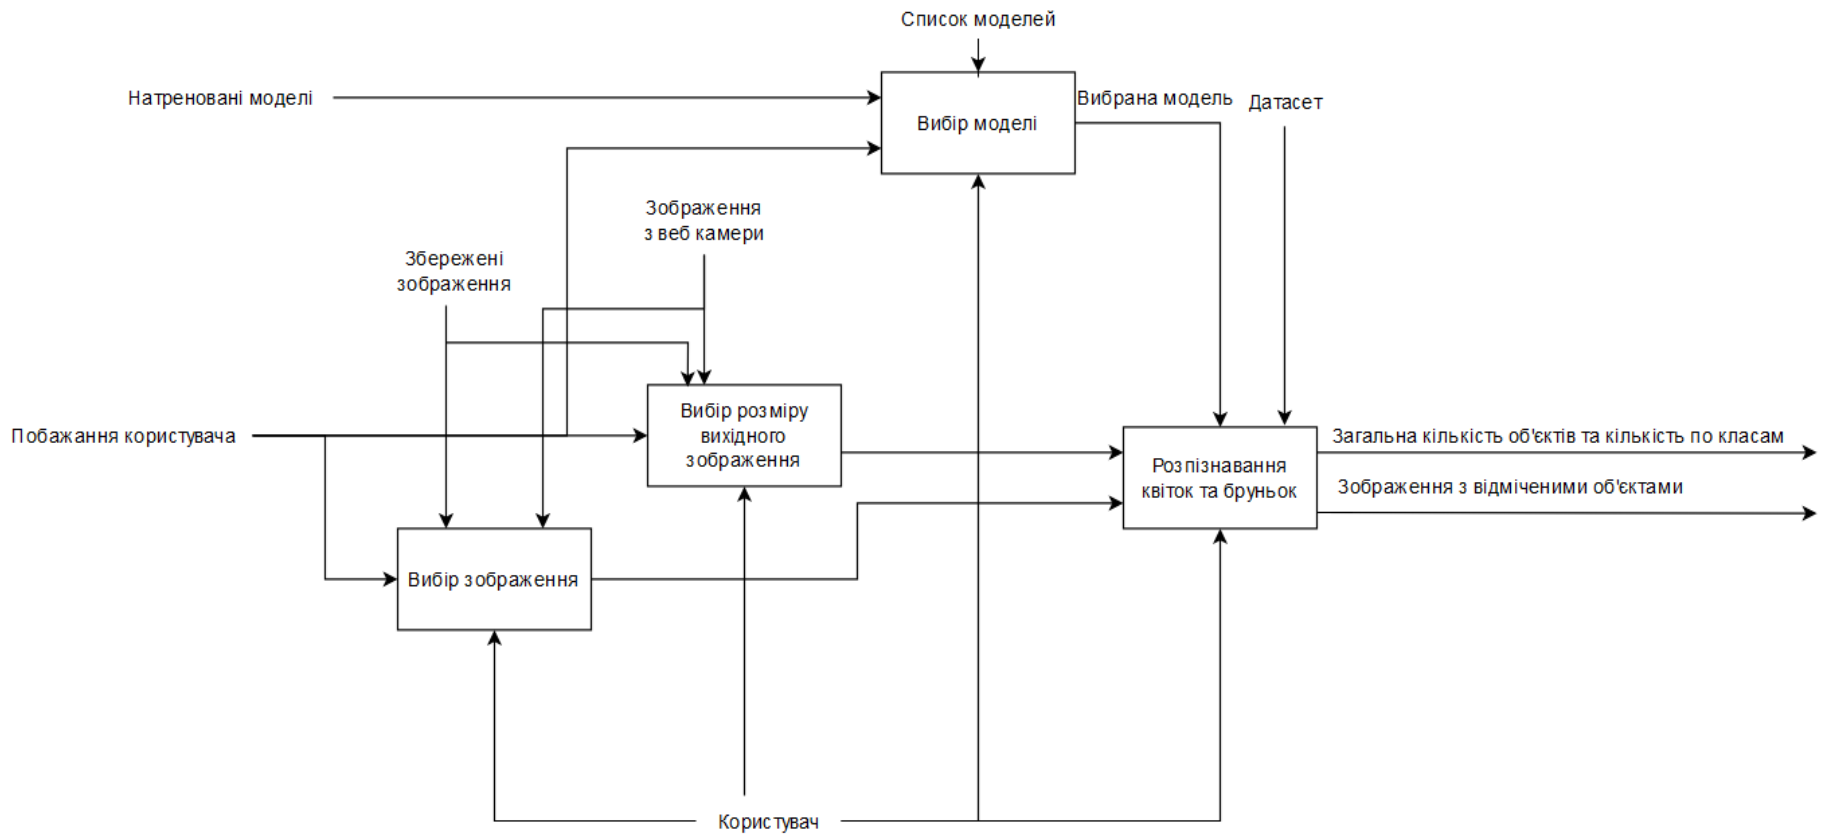 Список моделей
Натреновані моделі
Вибір моделі
Вибрана модель
Датасет
Зображення
з веб камери
Збережені
зображення
Побажання користувача
Вибір розміру
вихідного
зображення
Розпізнавання
квіток та бруньок
Загальна кількість об'єктів та кількість по класам
Зображення з відміченими об'єктами
Вибір зображення
Користувач